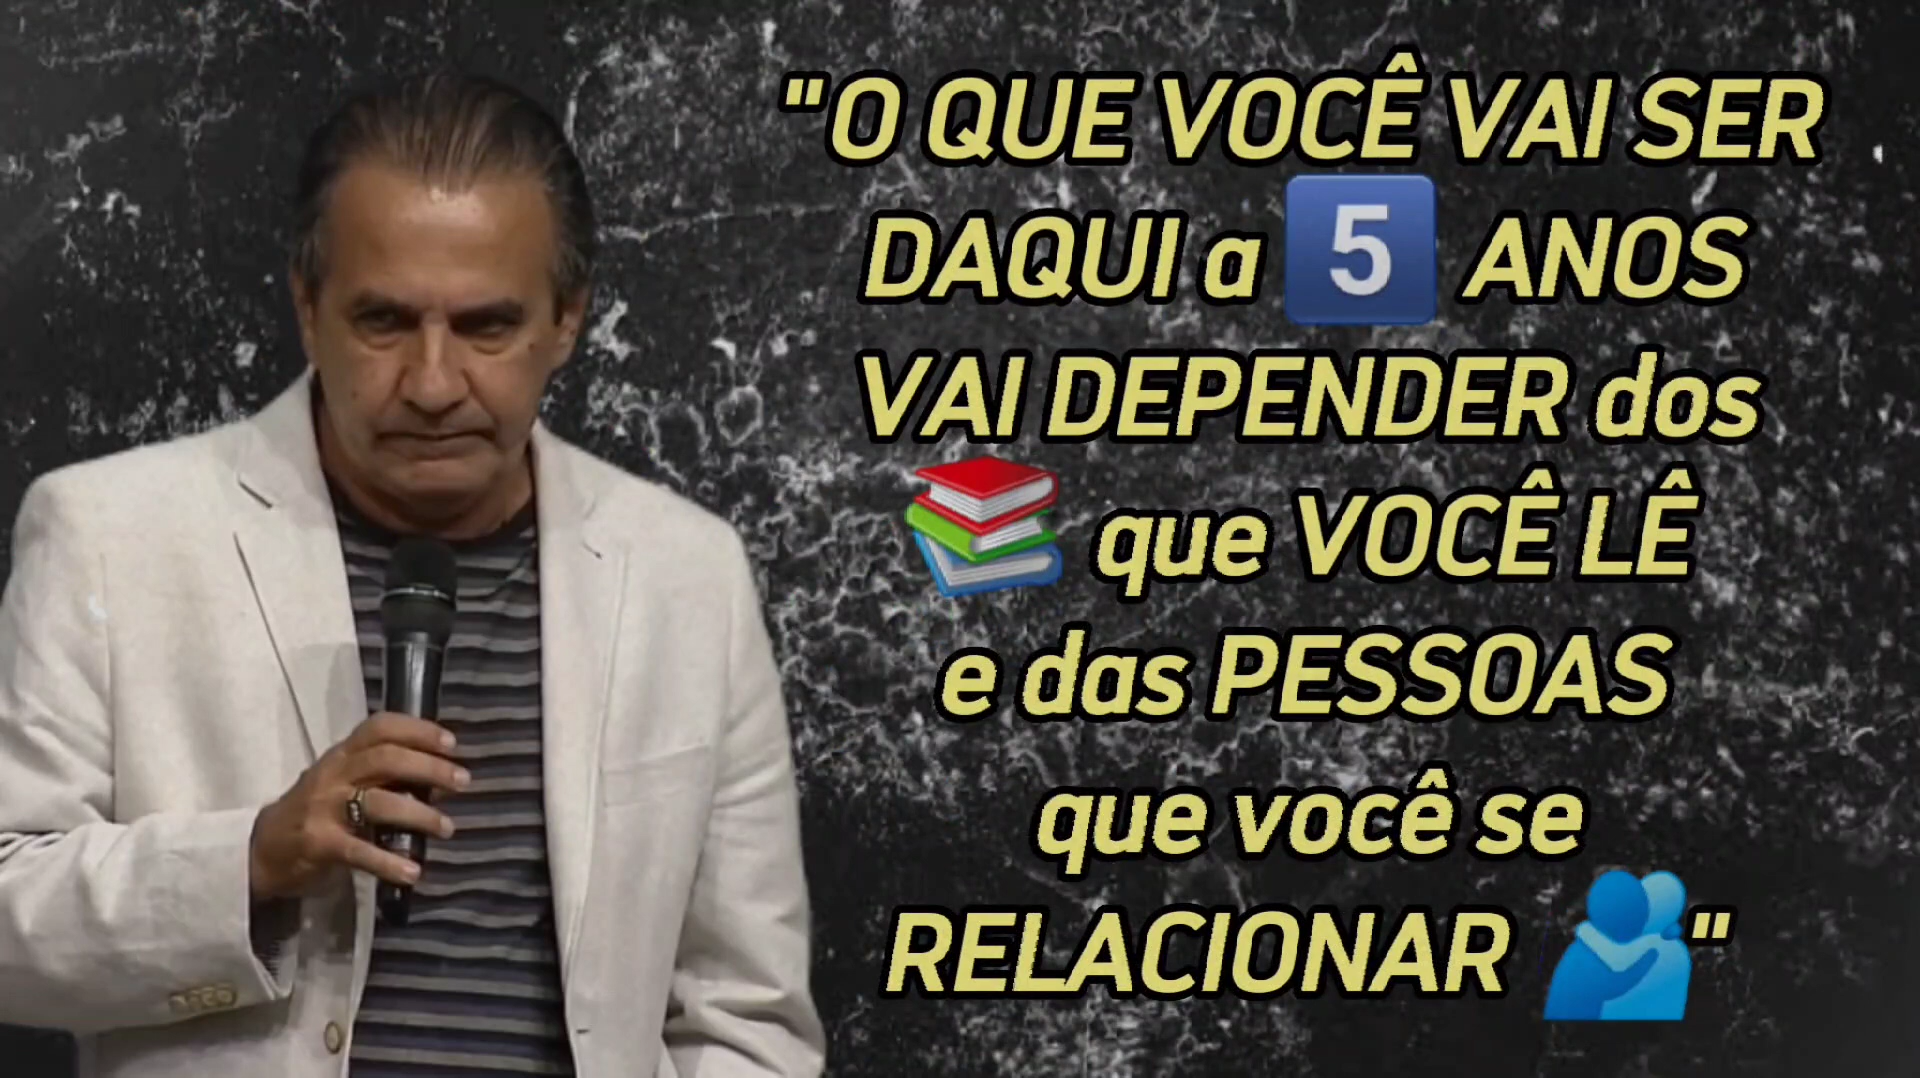 "O QUE VOCÊ VAI SER
DAQUI a 5️⃣ ANOS
VAI DEPENDER dos
📚 que VOCÊ LÊ
e das PESSOAS
que você se
RELACIONAR 🫂"